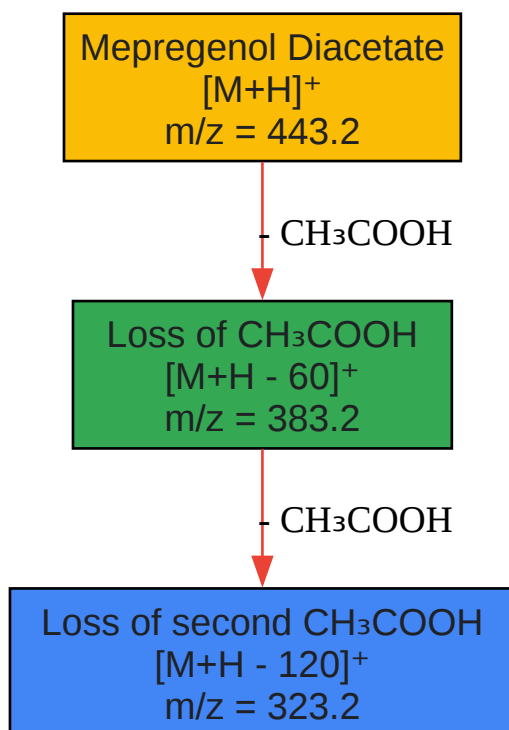 Mepregenol Diacetate
[M+H]⁺
m/z = 443.2
- CH₃COOH
Loss of CH₃COOH
[M+H - 60]⁺
m/z = 383.2
- CH₃COOH
Loss of second CH₃COOH
[M+H - 120]⁺
m/z = 323.2